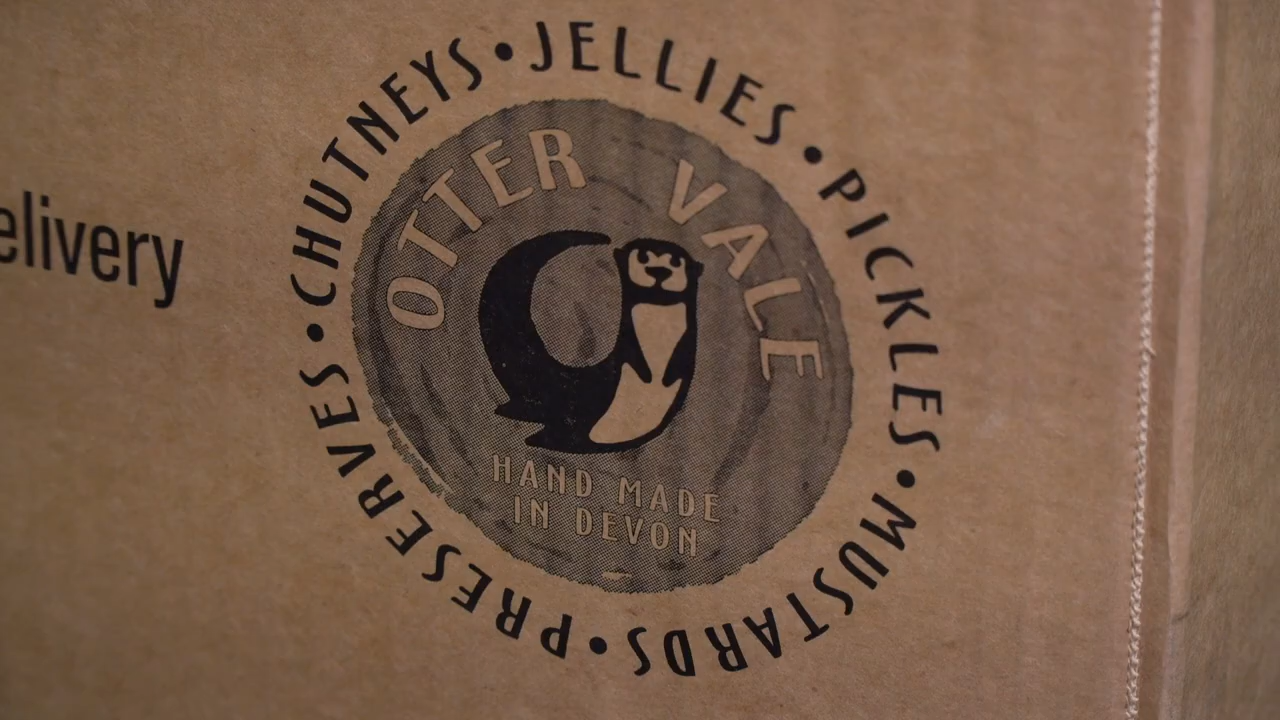 elivery
CHUTNEYS • JELLIES • PICKLES • MUSTARDS • PRESERVES •
OTTER VALE
HAND MADE
IN DEVON